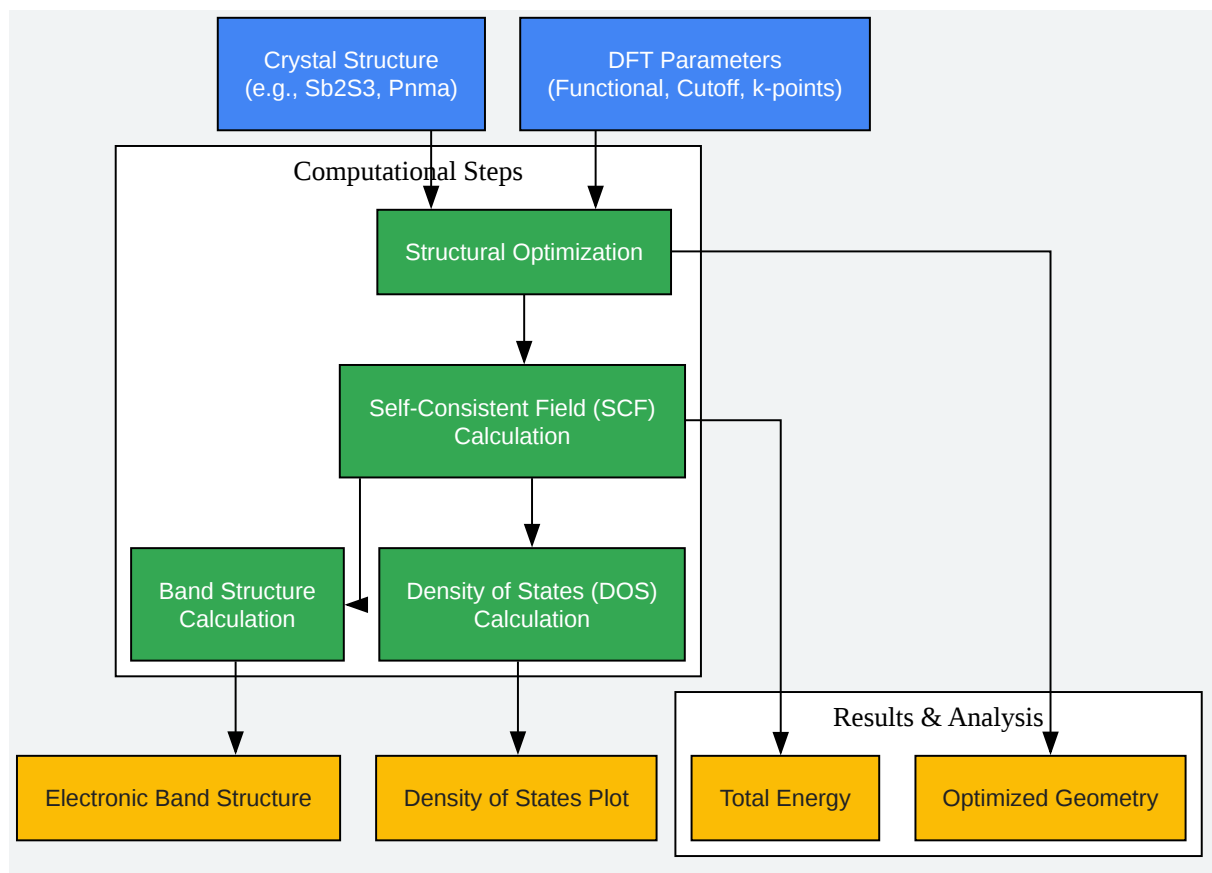 Crystal Structure
(e.g., Sb2S3, Pnma)
DFT Parameters
(Functional, Cutoff, k-points)
Computational Steps
Structural Optimization
Self-Consistent Field (SCF)
Calculation
Band Structure
Calculation
Density of States (DOS)
Calculation
Results & Analysis
Electronic Band Structure
Density of States Plot
Total Energy
Optimized Geometry